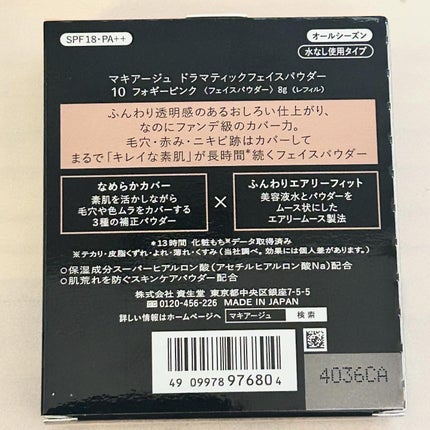 SPF18・PA++
オールシーズン
水なし使用タイプ
マキアージュ ドラマティックフェイスパウダー
10 フォギーピンク 〈フェイスパウダー〉 8g (レフィル)
ふんわり透明感のあるおしろい仕上がり、
なのにファンデ級のカバー力。
毛穴・赤み・ニキビ跡はカバーして
まるで「キレイな素肌」が長時間*続くフェイスパウダー
なめらかカバー
素肌を活かしながら
毛穴や色ムラをカバーする
3種の補正パウダー
×
ふんわりエアリーフィット
美容液水とパウダーを
ムース状にした
エアリームース製法
*13時間 化粧もち※データ取得済み
※テカリ・皮脂くずれ・よれ・薄れ・くすみ (当社調べ。効果には個人差があります。)
○保湿成分スーパーヒアルロン酸(アセチルヒアルロン酸Na)配合
○肌荒れを防ぐスキンケアパウダー配合
株式会社 資生堂 東京都中央区銀座7-5-5
0120-456-226 MADE IN JAPAN
詳しい情報はホームページへ マキアージュ 検索
4 909978 976804
4036CA